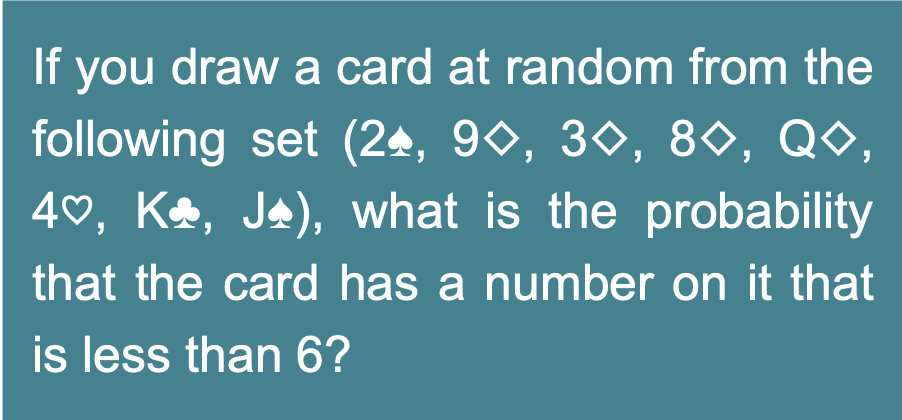 If you draw a card at random from the
following set (2♠, 9♢, 3♢, 8♢, Q♢,
4♡, K♣, J♠), what is the probability
that the card has a number on it that
is less than 6?